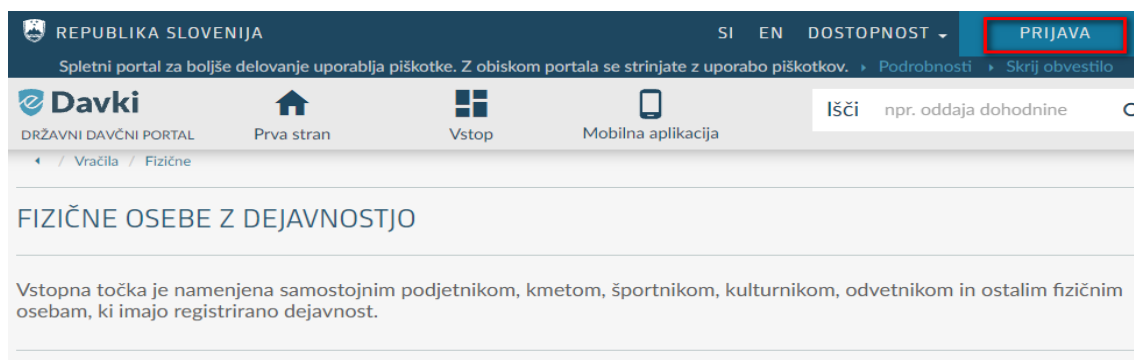 REPUBLIKA SLOVENIJA SI EN DOSTOPNOST PRIJAVA
Spletni portal za boljše delovanje uporablja piškotke. Z obiskom portala se strinjate z uporabo piškotkov. Podrobnosti Skrij obvestilo
eDavki
DRŽAVNI DAVČNI PORTAL
Prva stran
Vstop
Mobilna aplikacija
Išči npr. oddaja dohodnine
/ Vračila / Fizične
FIZIČNE OSEBE Z DEJAVNOSTJO
Vstopna točka je namenjena samostojnim podjetnikom, kmetom, športnikom, kulturnikom, odvetnikom in ostalim fizičnim
osebam, ki imajo registrirano dejavnost.